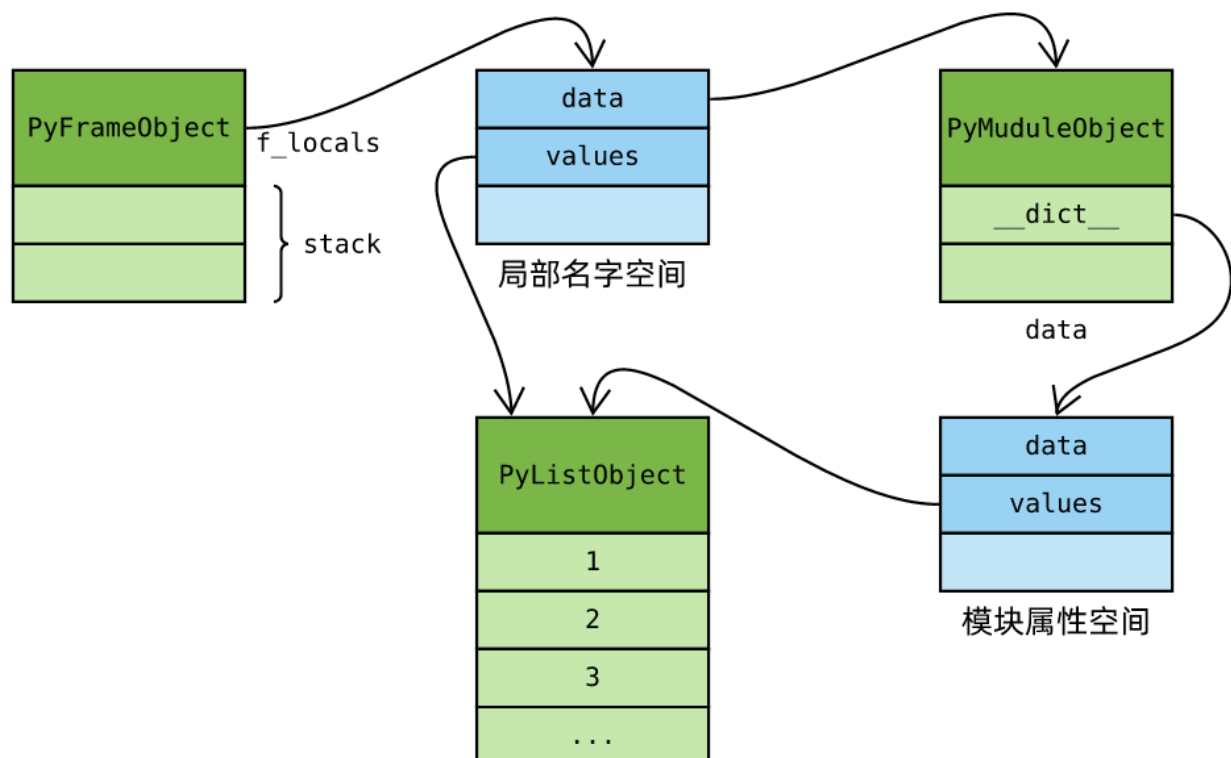 PyFrameObject
f_locals
stack
data
values
局部名字空间
PyMuduleObject
__dict__
data
PyListObject
1
2
3
...
data
values
模块属性空间